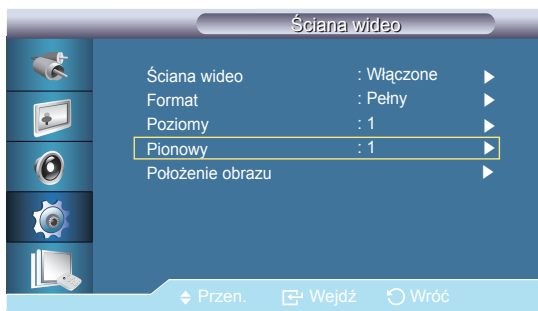 Ściana wideo
Ściana wideo : Włączone
Format : Pełny
Poziomy : 1
Pionowy : 1
Położenie obrazu
Przen. Wejdź Wróć